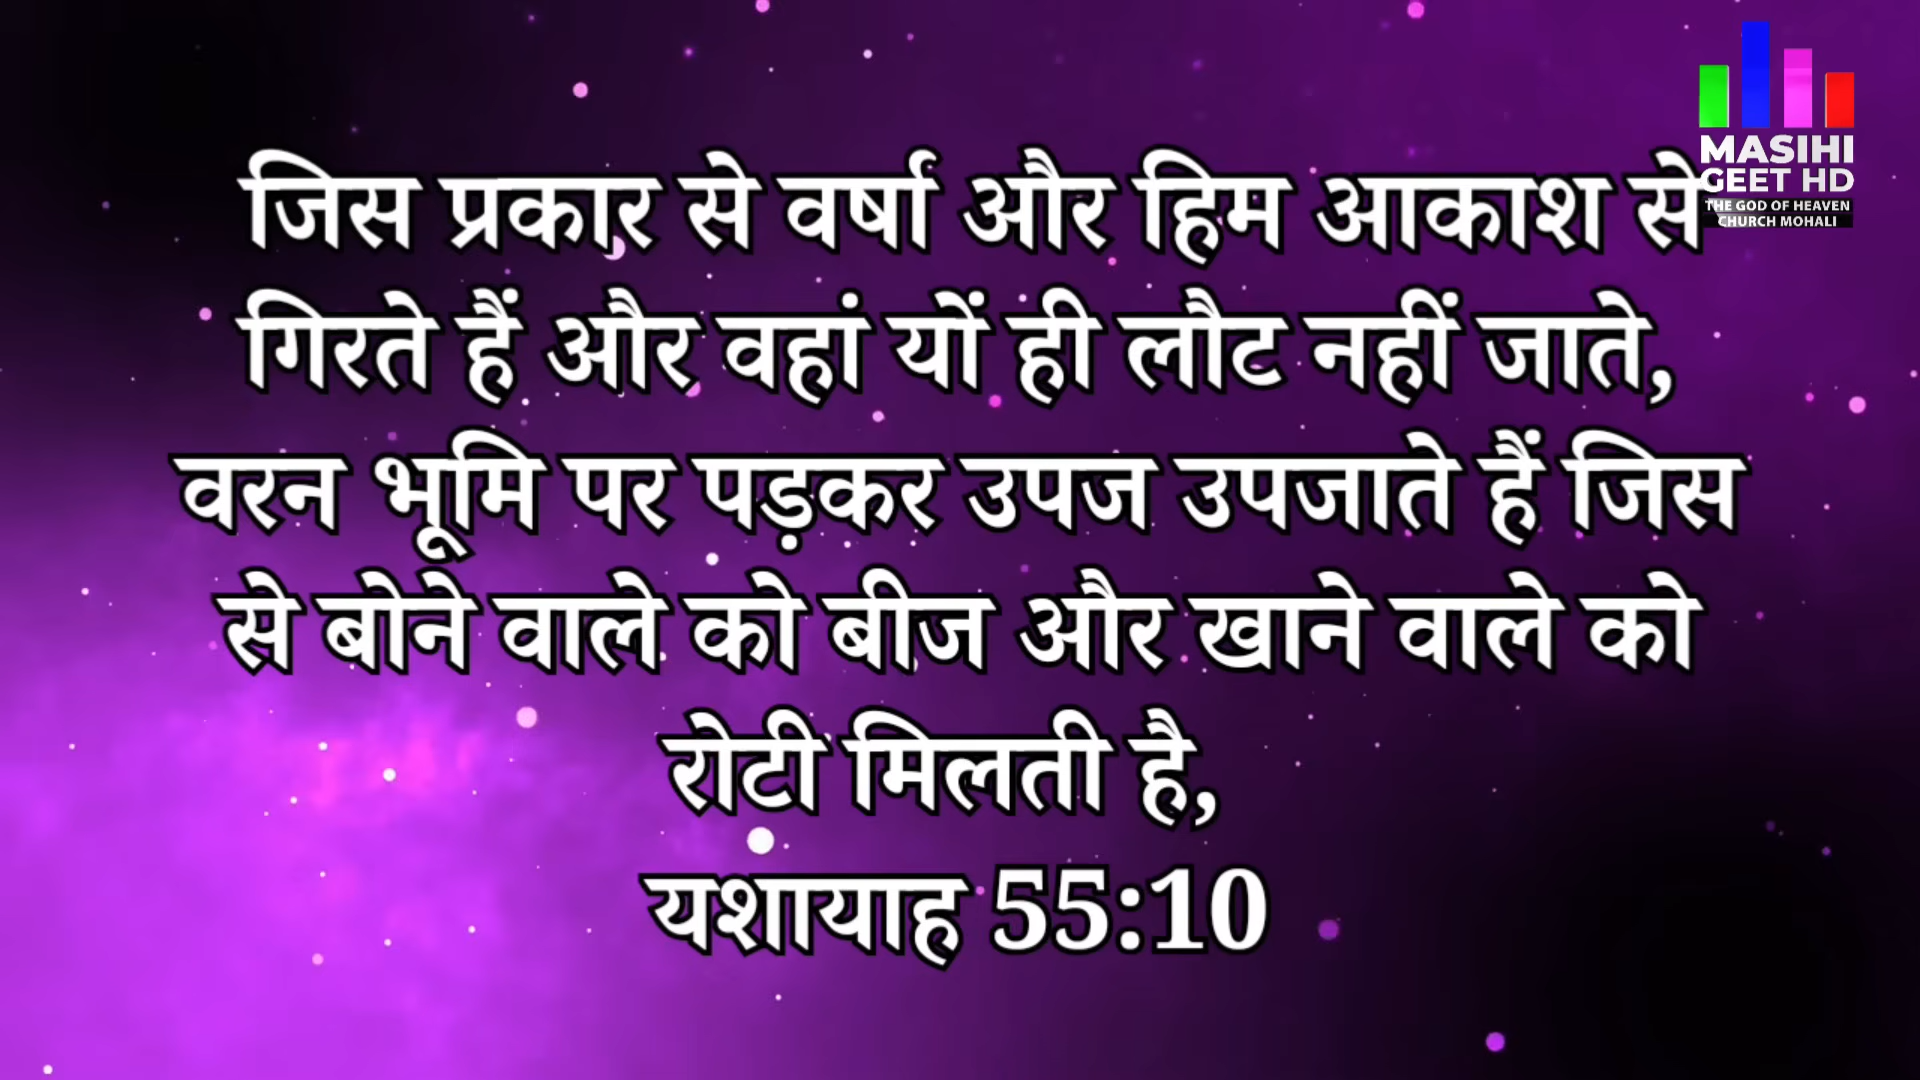 जिस प्रकार से वर्षा और हिम आकाश से
गिरते हैं और वहां यों ही लौट नहीं जाते,
वरन भूमि पर पड़कर उपज उपजाते हैं जिस
से बोने वाले को बीज और खाने वाले को
रोटी मिलती है,
यशायाह 55:10
MASIHI
GEET HD
THE GOD OF HEAVEN
CHURCH MOHALI